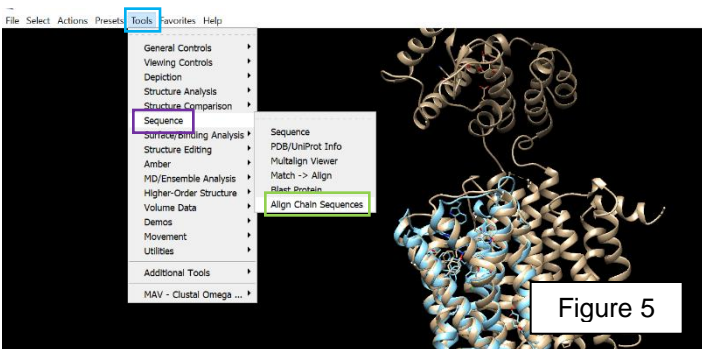 File Select Actions Presets Tools Favorites Help
General Controls
Viewing Controls
Depiction
Structure Analysis
Structure Comparison
Sequence
Surface/Binding Analysis
Structure Editing
Amber
MD/Ensemble Analysis
Higher-Order Structure
Volume Data
Demos
Movement
Utilities
Additional Tools
MAV - Clustal Omega ...
Sequence
PDB/UniProt Info
Multalign Viewer
Match -> Align
Blast Protein
Align Chain Sequences
Figure 5